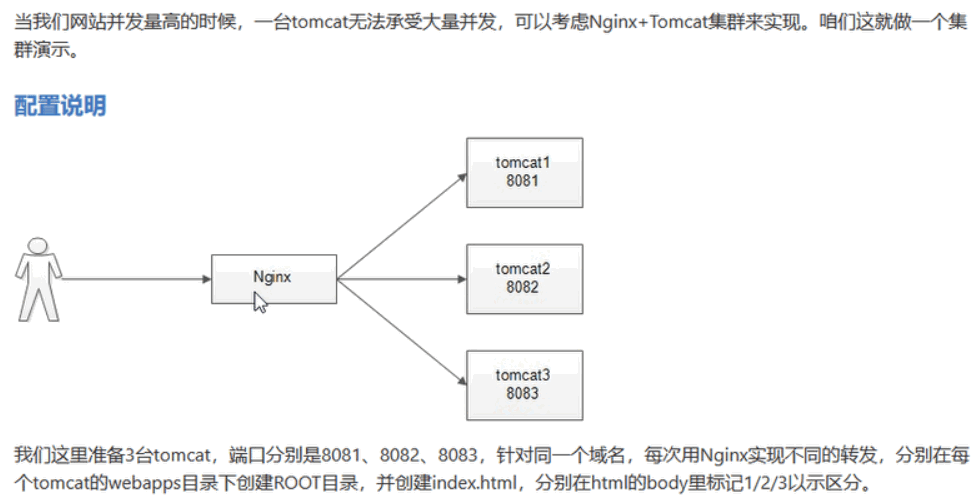 当我们网站并发量高的时候，一台tomcat无法承受大量并发，可以考虑Nginx+Tomcat集群来实现。咱们这就做一个集
群演示。
配置说明
tomcat1
8081
Nginx
tomcat2
8082
tomcat3
8083
我们这里准备3台tomcat，端口分别是8081、8082、8083，针对同一个域名，每次用Nginx实现不同的转发，分别在每
个tomcat的webapps目录下创建ROOT目录，并创建index.html，分别在html的body里标记1/2/3以示区分。